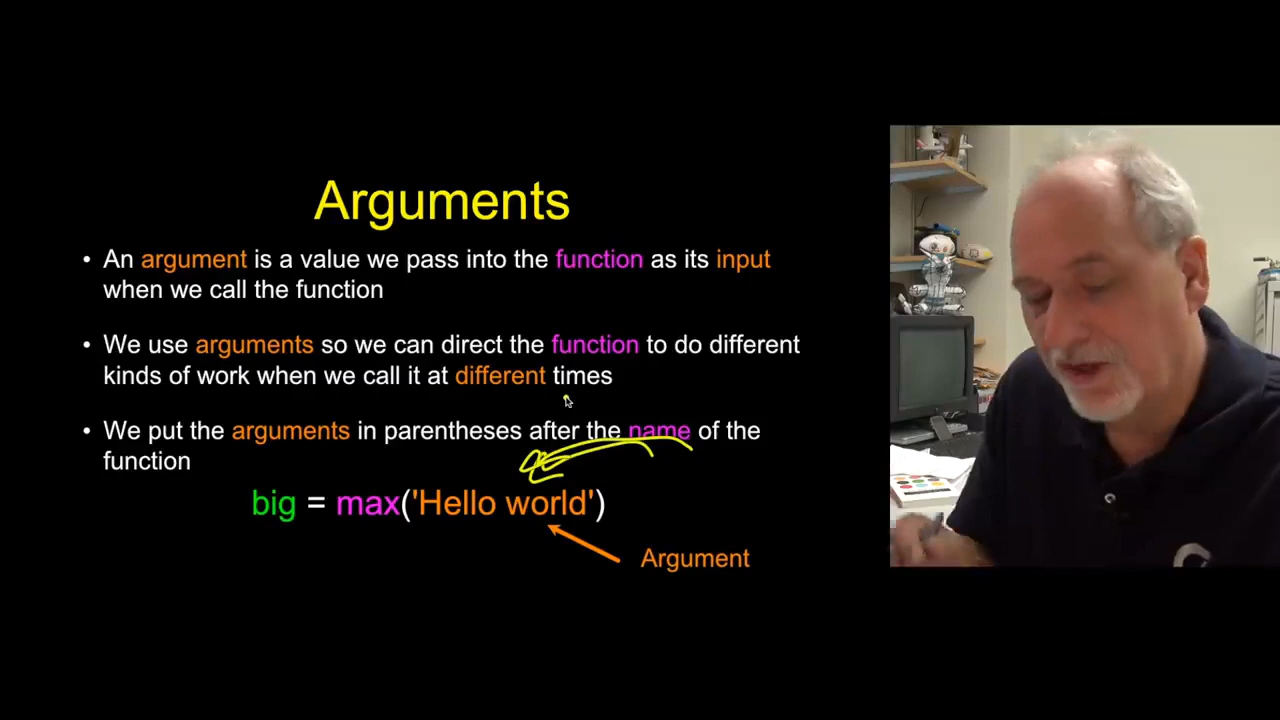 Arguments
• An argument is a value we pass into the function as its input
when we call the function
• We use arguments so we can direct the function to do different
kinds of work when we call it at different times
• We put the arguments in parentheses after the name of the
function
big = max('Hello world')
Argument